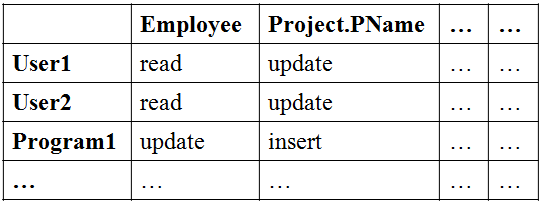 Employee Project.PName … …
User1 read update … …
User2 read update … …
Program1 update insert … …
… … … … …